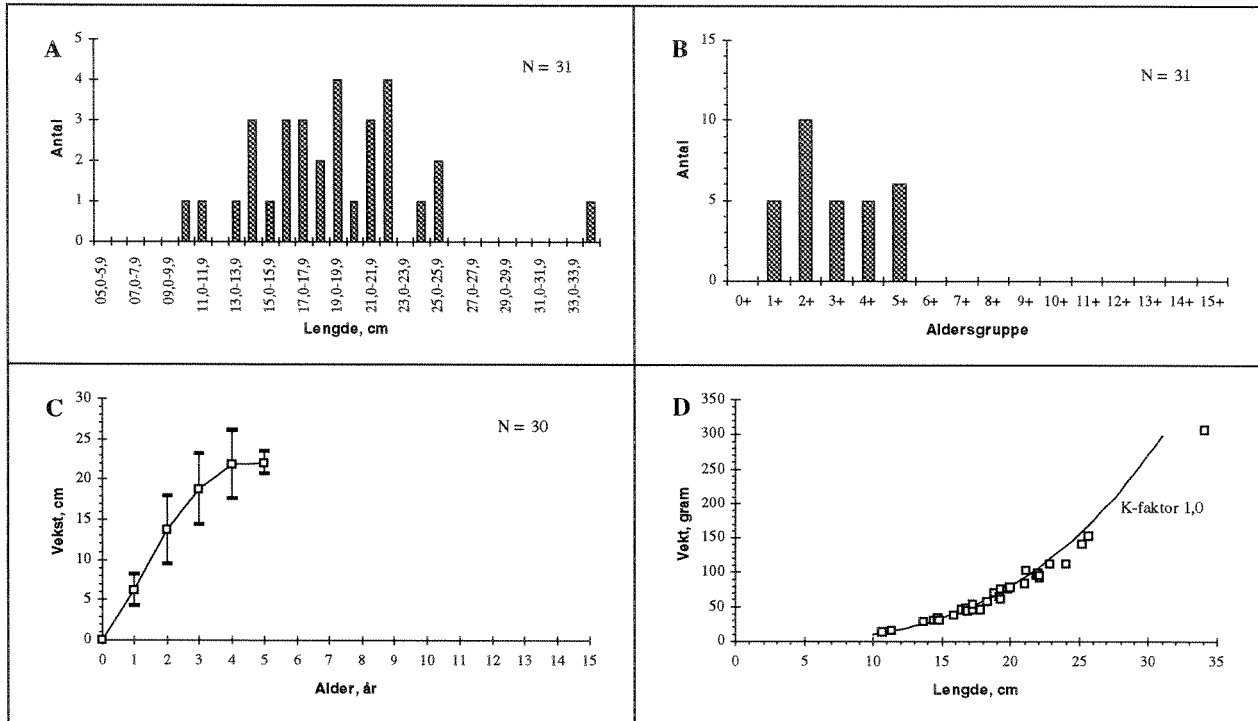 A
N = 31
Antal
5
4
3
2
1
0
05,0-5,9
07,0-7,9
09,0-9,9
11,0-11,9
13,0-13,9
15,0-15,9
17,0-17,9
19,0-19,9
21,0-21,9
23,0-23,9
25,0-25,9
27,0-27,9
29,0-29,9
31,0-31,9
33,0-33,9
Lengde, cm
B
N = 31
Antal
15
10
5
0
0+ 1+ 2+ 3+ 4+ 5+ 6+ 7+ 8+ 9+ 10+ 11+ 12+ 13+ 14+ 15+
Aldersgruppe
C
N = 30
Vekst, cm
30
25
20
15
10
5
0
0 1 2 3 4 5 6 7 8 9 10 11 12 13 14 15
Alder, år
D
Vekt, gram
350
300
250
200
150
100
50
0
K-faktor 1,0
0 5 10 15 20 25 30 35
Lengde, cm